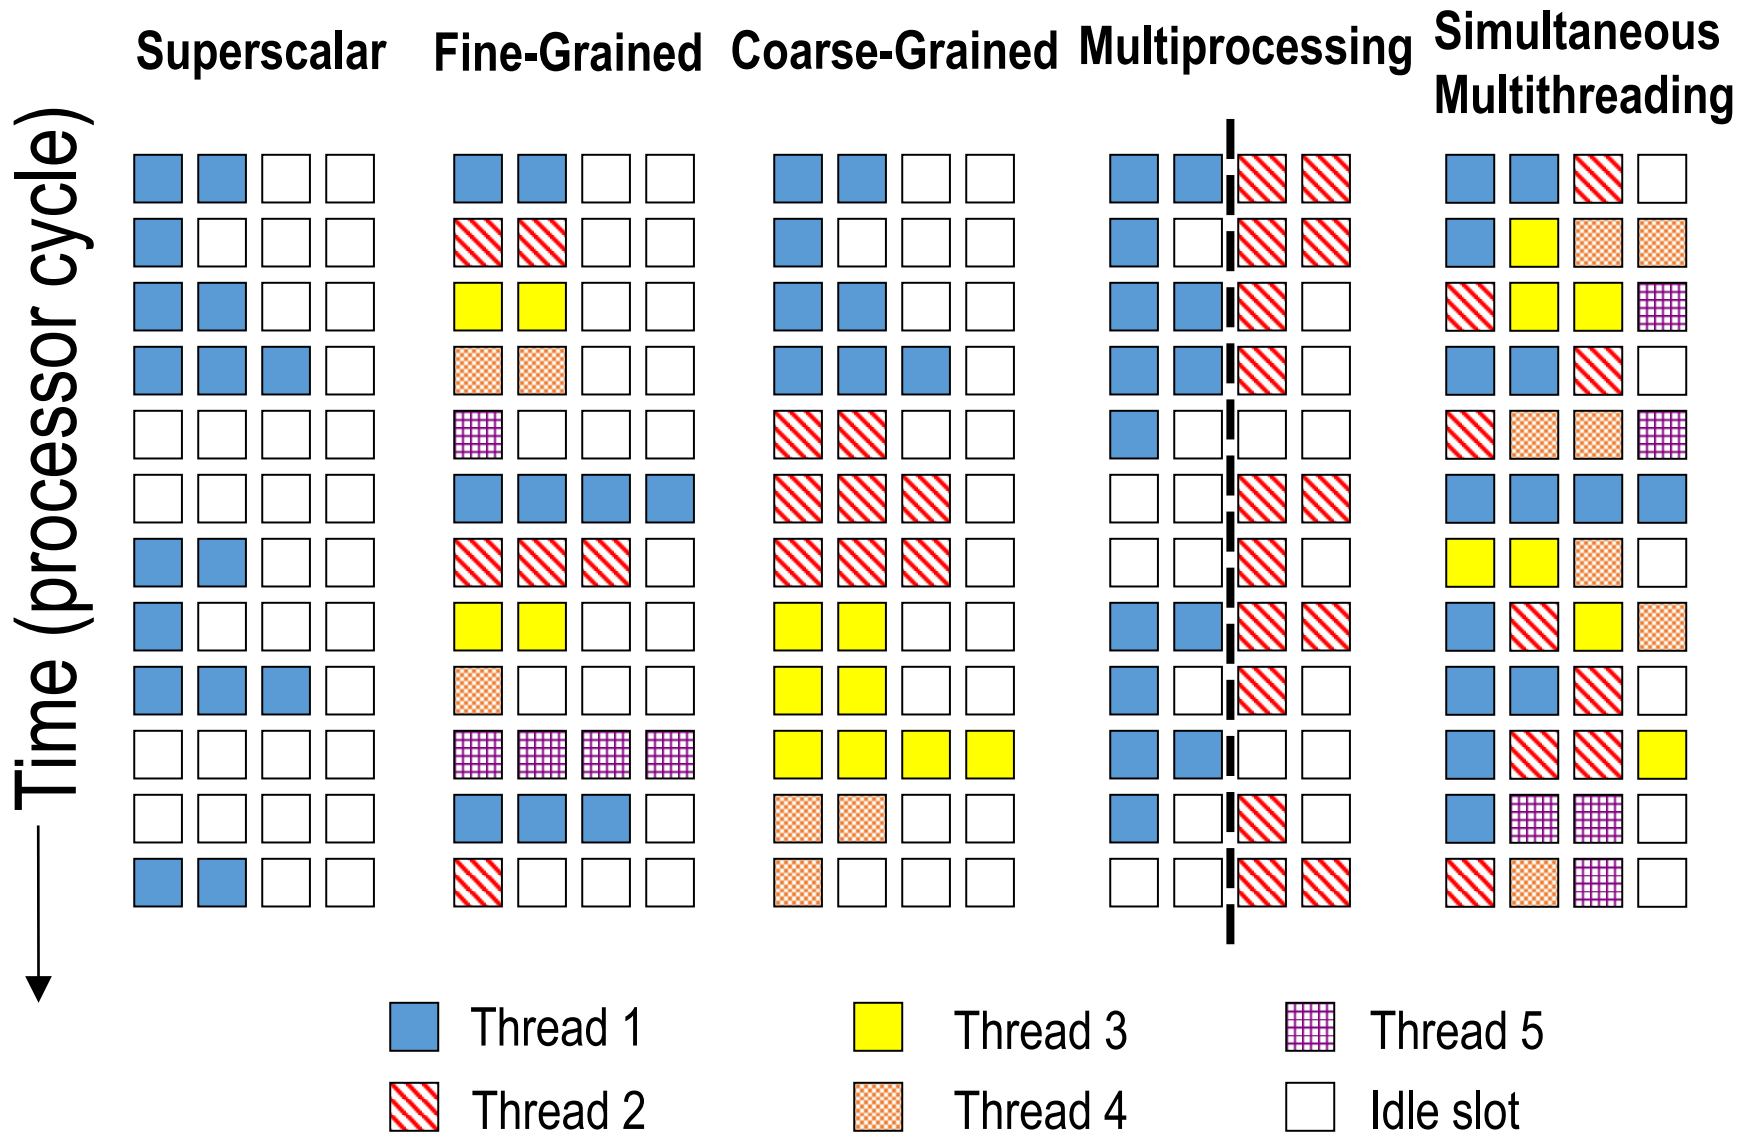 Superscalar
Fine-Grained
Coarse-Grained
Multiprocessing
Simultaneous
Multithreading
Time (processor cycle)
Thread 1
Thread 3
Thread 5
Thread 2
Thread 4
Idle slot